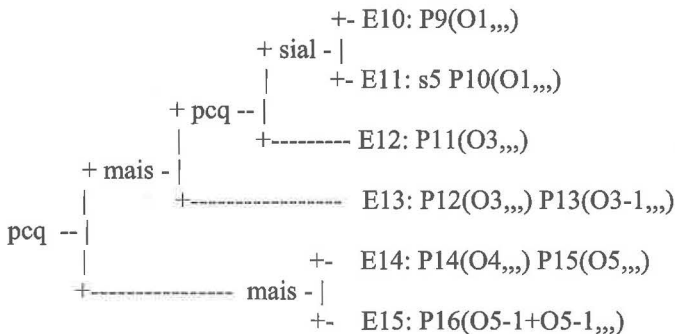 +- E10: P9(O1,,,)
+ sial - |
| +- E11: s5 P10(O1,,,)
+ pcq -- |
| +--------- E12: P11(O3,,,)
+ mais - |
| +------------------ E13: P12(O3,,,) P13(O3-1,,,)
pcq -- |
| +- E14: P14(O4,,,) P15(O5,,,)
+------------------ mais - |
+- E15: P16(O5-1+O5-1,,,)